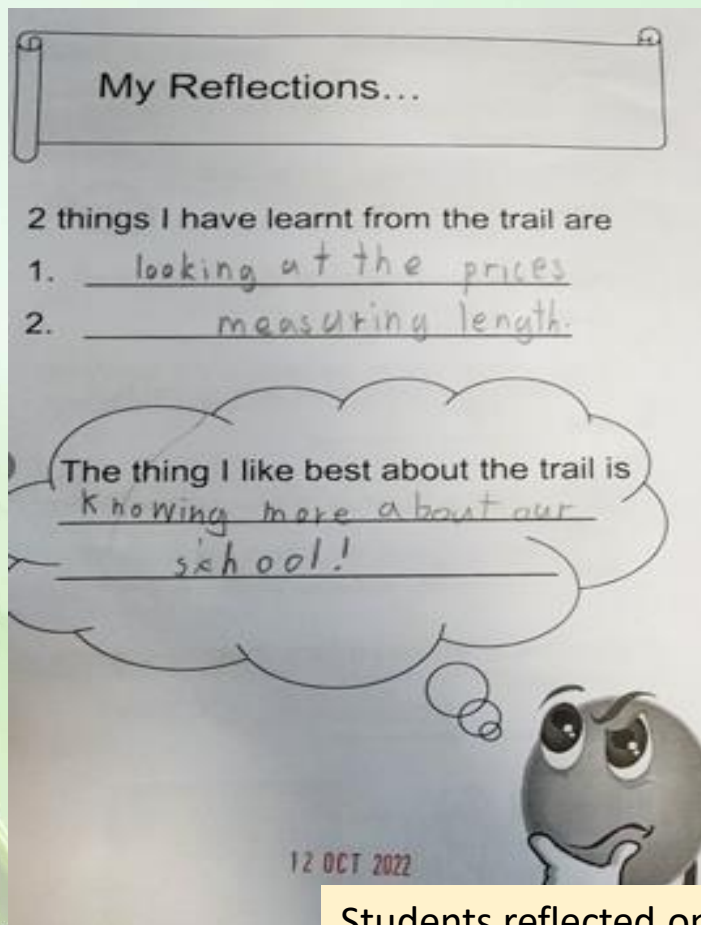 My Reflections...
2 things I have learnt from the trail are
1. looking at the prices
2. measuring length.
The thing I like best about the trail is
Knowing more about our
school!
12 OCT 2022
Students reflected on